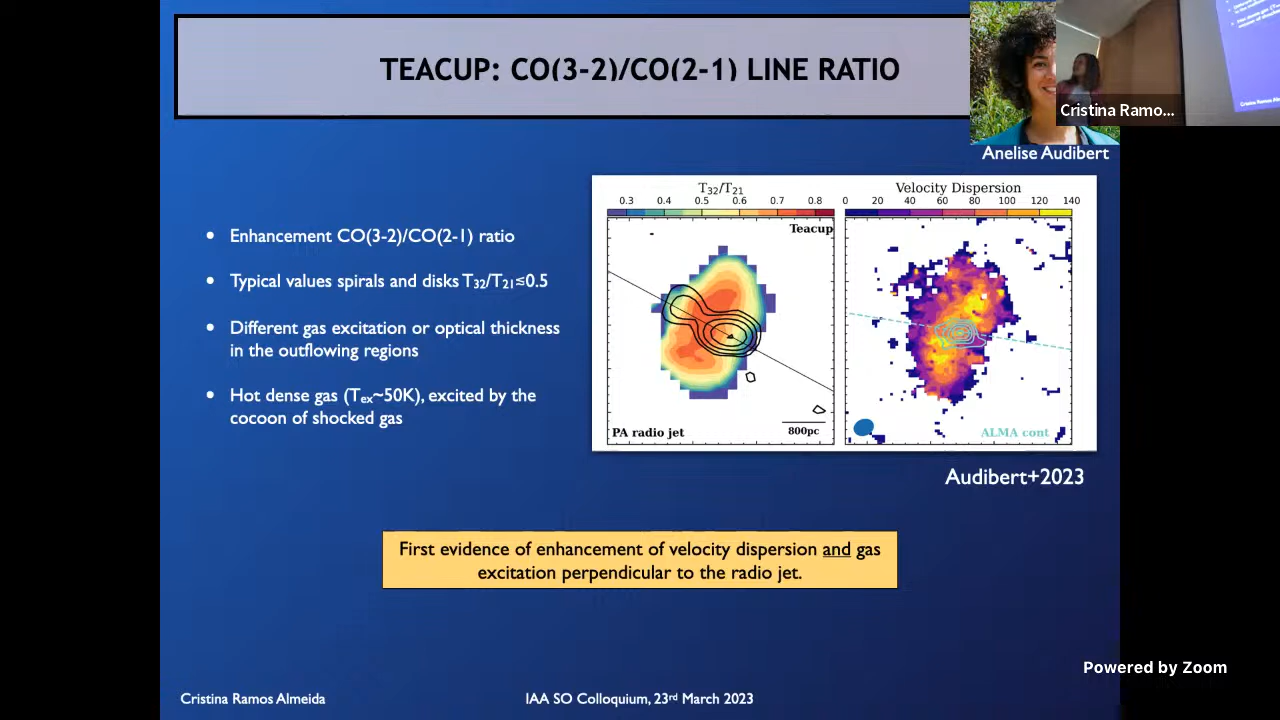 TEACUP: CO(3-2)/CO(2-1) LINE RATIO
Cristina Ramo...
Anelise Audibert
• Enhancement CO(3-2)/CO(2-1) ratio
• Typical values spirals and disks T32/T21≤0.5
• Different gas excitation or optical thickness
in the outflowing regions
• Hot dense gas (Tex~50K), excited by the
cocoon of shocked gas
T32/T21
0.3 0.4 0.5 0.6 0.7 0.8
Teacup
PA radio jet
800pc
Velocity Dispersion
0 20 40 60 80 100 120 140
ALMA cont
Audibert+2023
First evidence of enhancement of velocity dispersion and gas
excitation perpendicular to the radio jet.
Powered by Zoom
Cristina Ramos Almeida
IAA SO Colloquium, 23rd March 2023